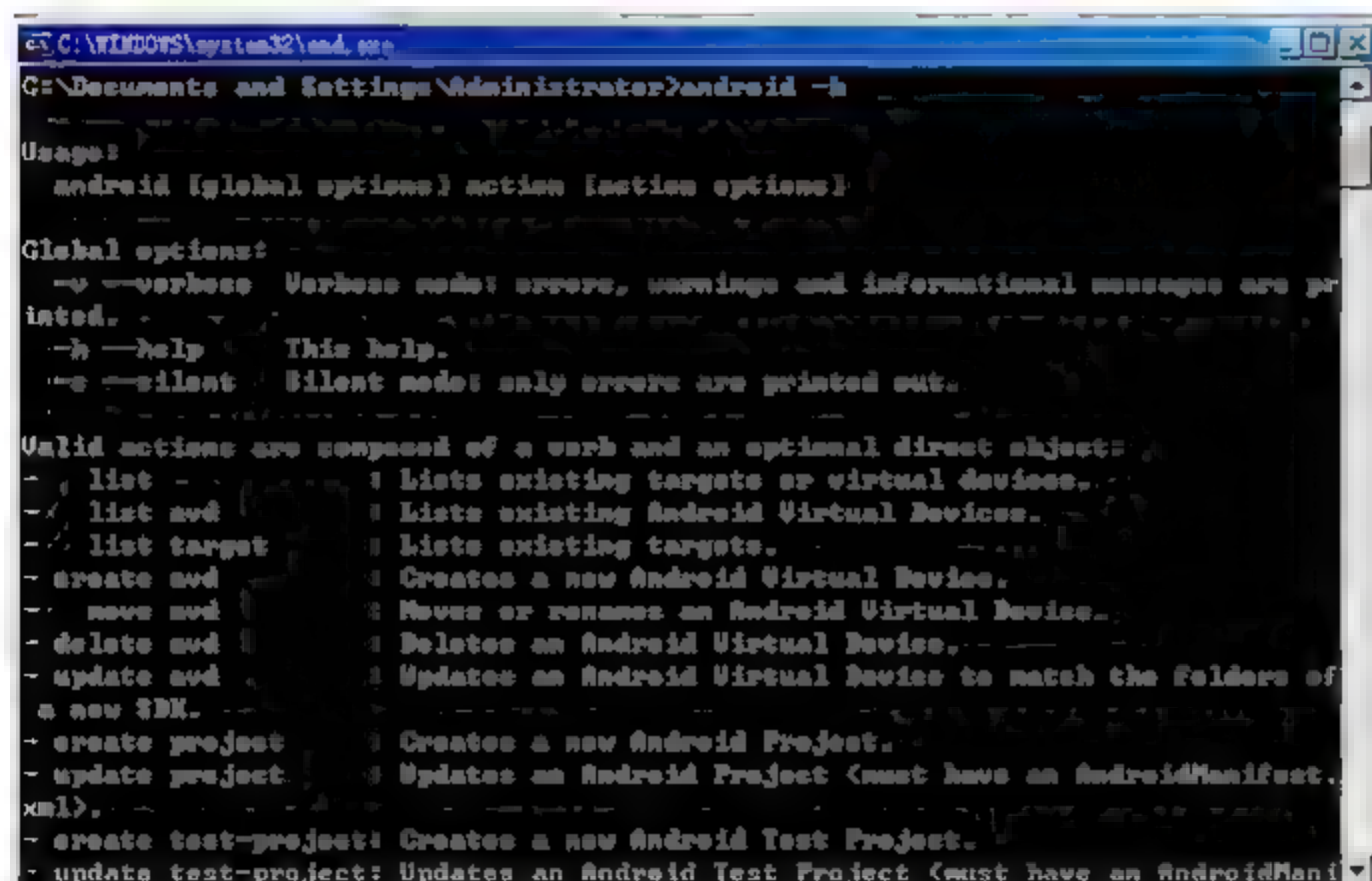 C:\WINDOWS\system32\cmd.exe
C:\Documents and Settings\Administrator>android -h
Usage:
android [global options] action [action options]
Global options:
-v --verbose Verbose mode: errors, warnings and informational messages are pr
inted.
-h --help This help.
-s --silent Silent mode: only errors are printed out.
Valid actions are composed of a verb and an optional direct object:
- list : Lists existing targets or virtual devices.
- list avd : Lists existing Android Virtual Devices.
- list target : Lists existing targets.
- create avd : Creates a new Android Virtual Device.
- move avd : Moves or renames an Android Virtual Device.
- delete avd : Deletes an Android Virtual Device.
- update avd : Updates an Android Virtual Device to match the folders of
a new SDK.
- create project : Creates a new Android Project.
- update project : Updates an Android Project (must have an AndroidManifest.
xml).
- create test-project: Creates a new Android Test Project.
- update test-project: Updates an Android Test Project (must have an AndroidMani